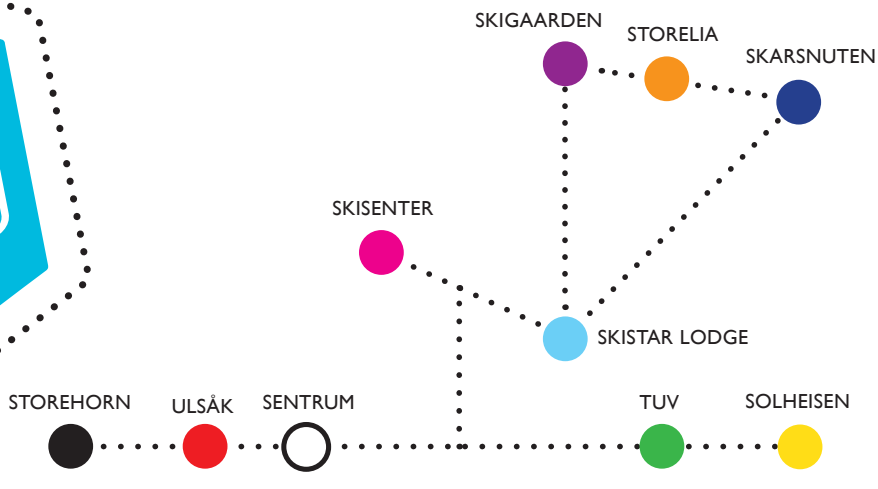 SKIGAARDEN
STORELIA
SKARSNUTEN
SKISENTER
SKISTAR LODGE
STOREHORN
ULSÅK
SENTRUM
TUV
SOLHEISEN